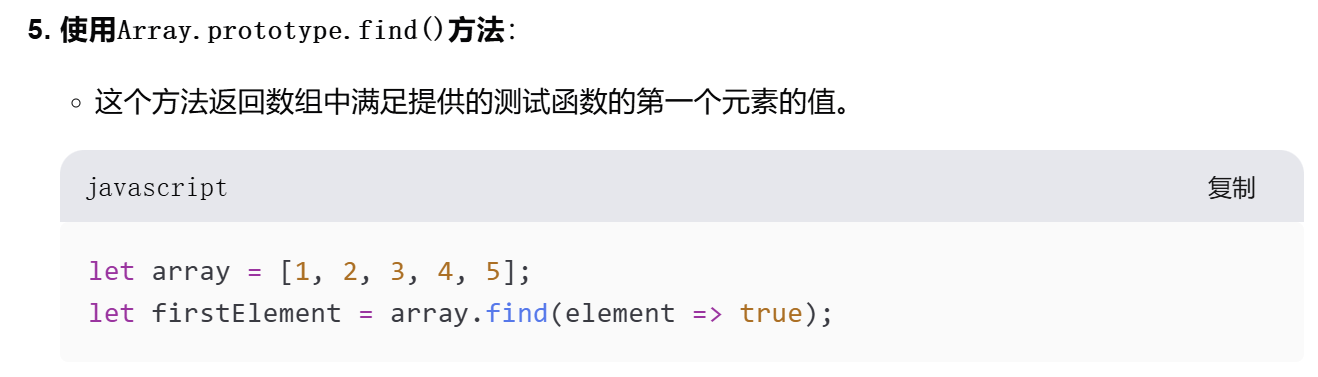 5. 使用Array.prototype.find()方法：
这个方法返回数组中满足提供的测试函数的第一个元素的值。
javascript 复制
let array = [1, 2, 3, 4, 5];
let firstElement = array.find(element => true);